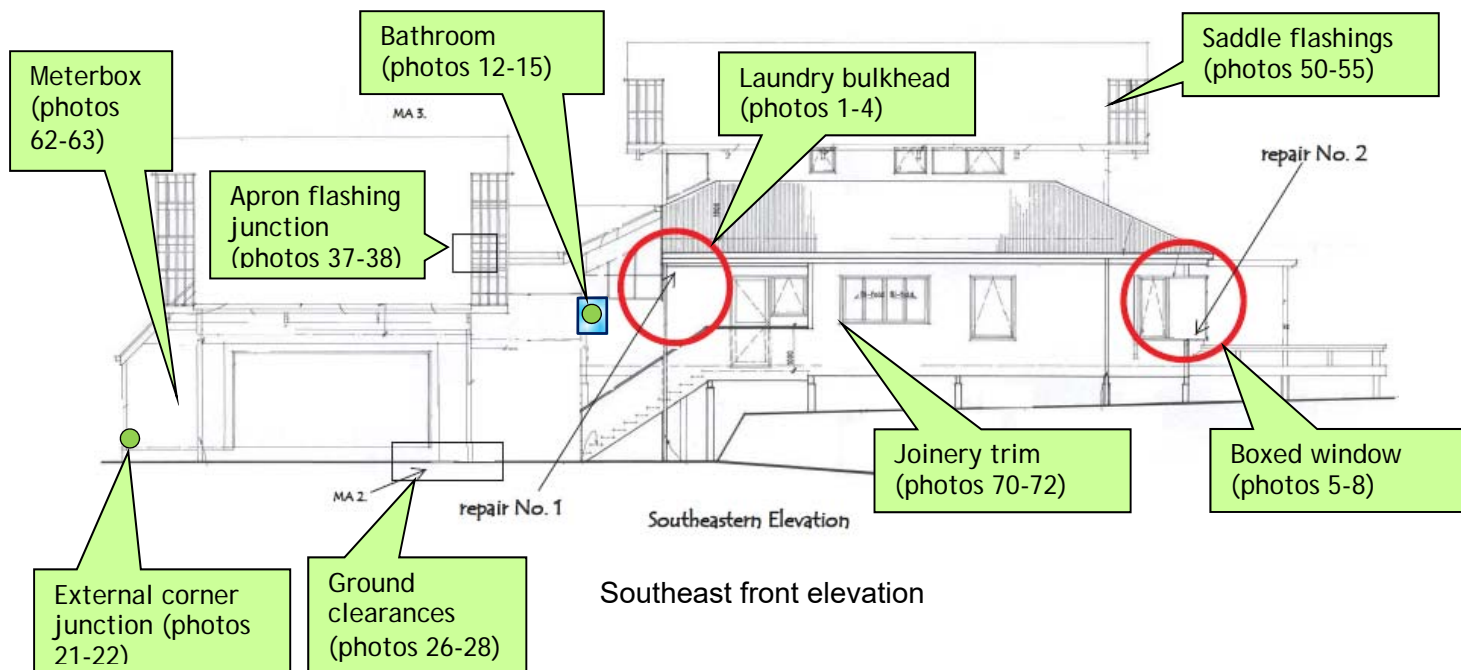 Bathroom
(photos 12-15)
Saddle flashings
(photos 50-55)
Meterbox
(photos
62-63)
Laundry bulkhead
(photos 1-4)
MA 3.
repair No. 2
Apron flashing
junction
(photos 37-38)
Joinery trim
(photos 70-72)
Boxed window
(photos 5-8)
MA 2.
repair No. 1
Southeastern Elevation
External corner
junction (photos
21-22)
Ground
clearances
(photos 26-28)
Southeast front elevation